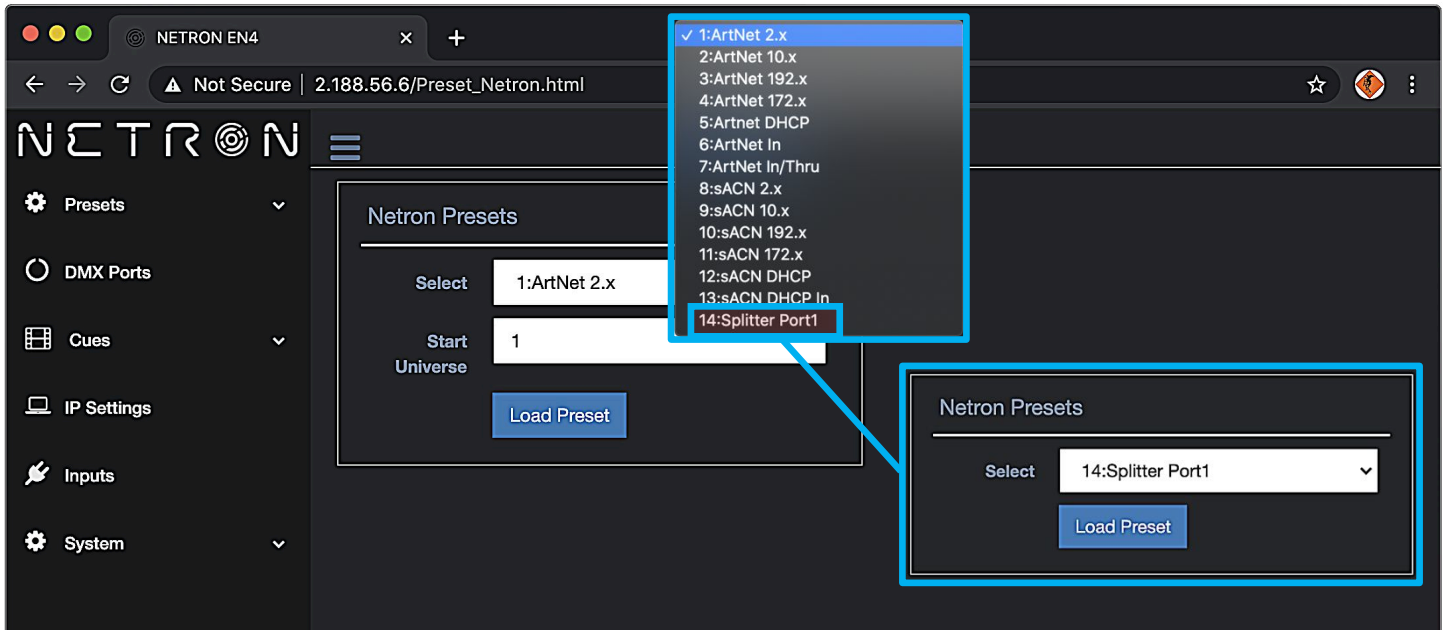 NETRON EN4
Not Secure | 2.188.56.6/Preset_Netron.html
NETRON
Presets
DMX Ports
Cues
IP Settings
Inputs
System
Netron Presets
Select
1:ArtNet 2.x
Start
Universe
1
Load Preset
✓ 1:ArtNet 2.x
2:ArtNet 10.x
3:ArtNet 192.x
4:ArtNet 172.x
5:Artnet DHCP
6:ArtNet In
7:ArtNet In/Thru
8:sACN 2.x
9:sACN 10.x
10:sACN 192.x
11:sACN 172.x
12:sACN DHCP
13:sACN DHCP In
14:Splitter Port1
Netron Presets
Select
14:Splitter Port1
Load Preset